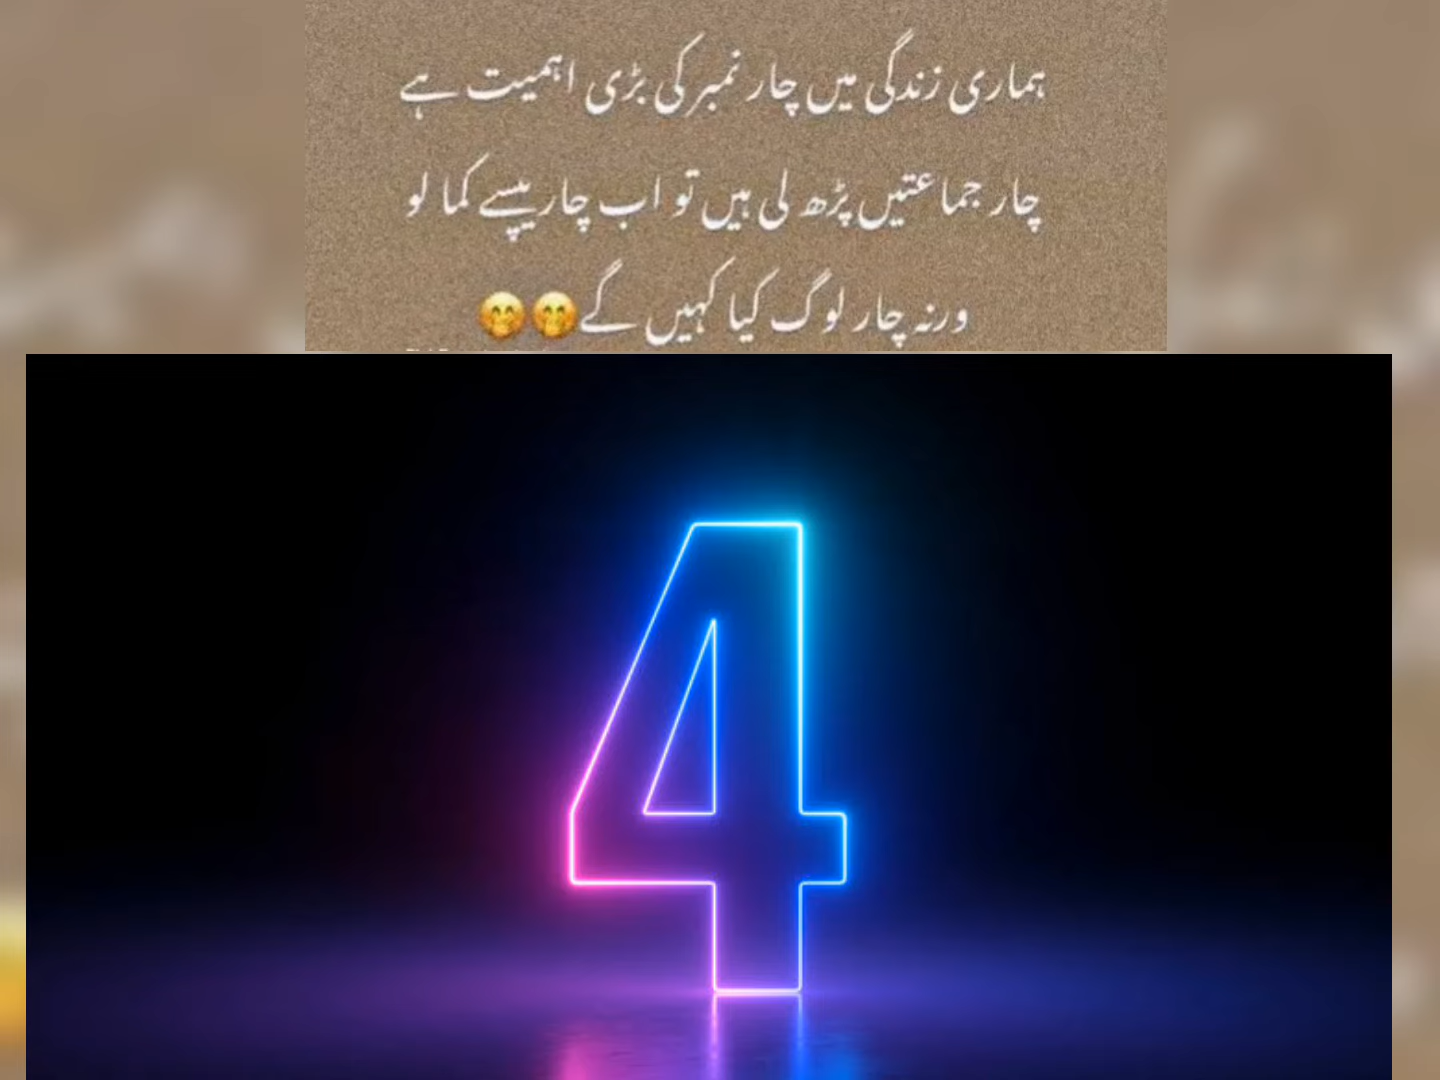 ہماری زندگی میں چار نمبر کی بڑی اہمیت ہے
چار جماعتیں پڑھ لی ہیں تو اب چار پیسے کما لو
ورنہ چار لوگ کیا کہیں گے🤭🤭
4